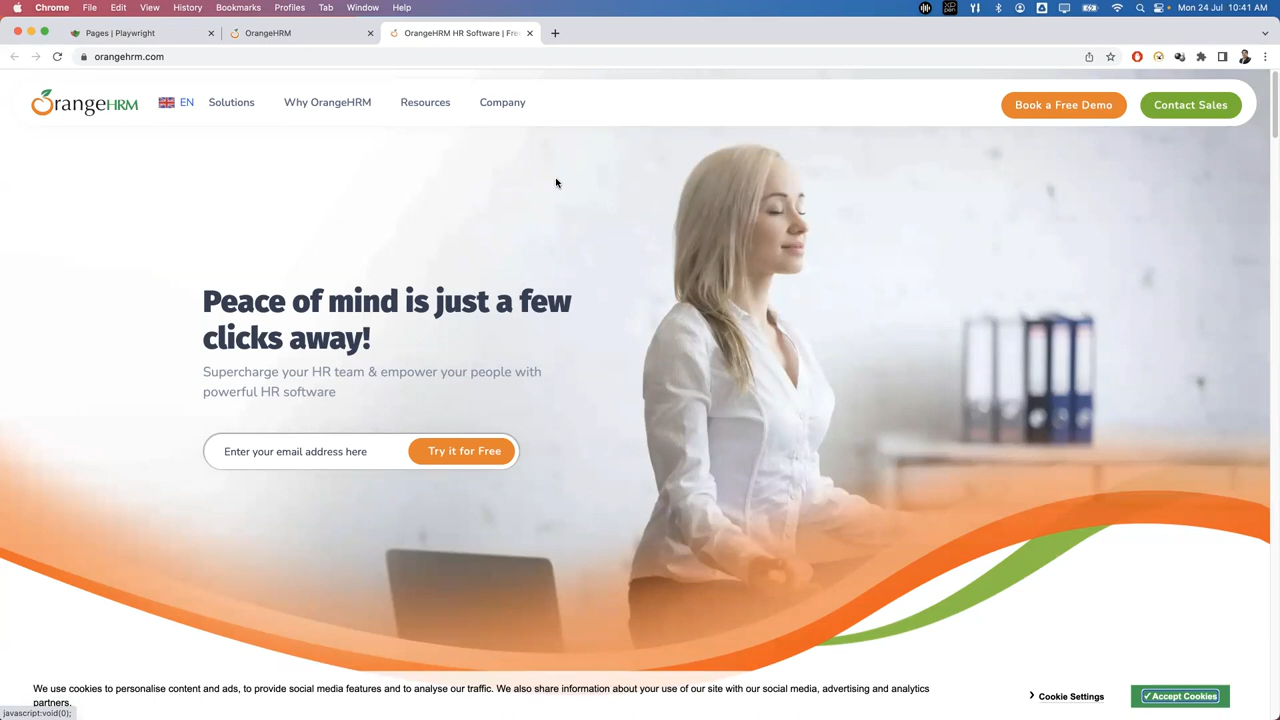 Chrome File Edit View History Bookmarks Profiles Tab Window Help
Mon 24 Jul 10:41 AM
Pages | Playwright
OrangeHRM
OrangeHRM HR Software | Fre
orangehrm.com
OrangeHRM
EN
Solutions
Why OrangeHRM
Resources
Company
Book a Free Demo
Contact Sales
Peace of mind is just a few
clicks away!
Supercharge your HR team & empower your people with
powerful HR software
Enter your email address here
Try it for Free
We use cookies to personalise content and ads, to provide social media features and to analyse our traffic. We also share information about your use of our site with our social media, advertising and analytics
partners.
Cookie Settings
✓Accept Cookies
javascript:void(0);